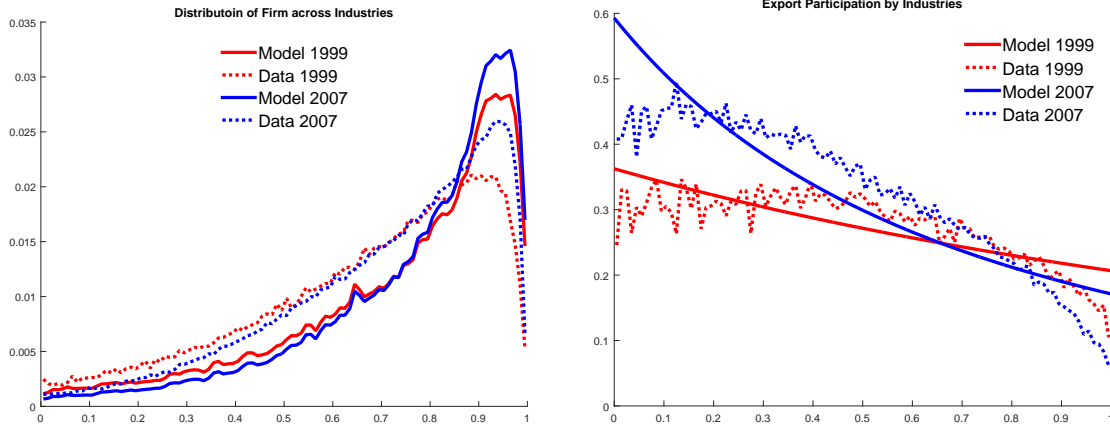 Distributoin of Firm across Industries
0.035
0.03
0.025
0.02
0.015
0.01
0.005
0
0 0.1 0.2 0.3 0.4 0.5 0.6 0.7 0.8 0.9 1
Model 1999
Data 1999
Model 2007
Data 2007
Export Participation by Industries
0.6
0.5
0.4
0.3
0.2
0.1
0
0 0.1 0.2 0.3 0.4 0.5 0.6 0.7 0.8 0.9 1
Model 1999
Data 1999
Model 2007
Data 2007